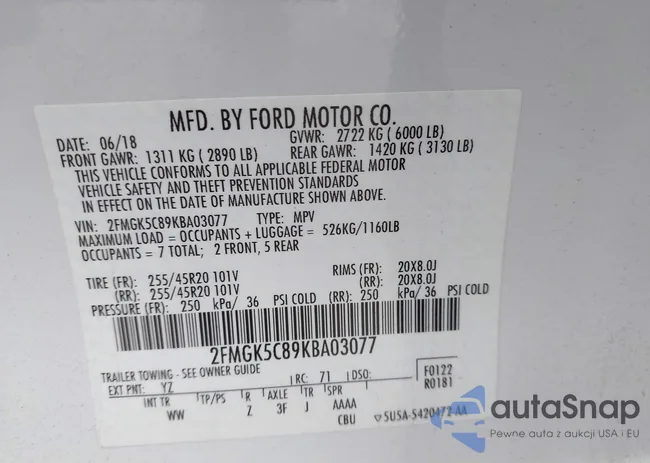 MFD. BY FORD MOTOR CO.
DATE: 06/18 GVWR: 2722 KG ( 6000 LB)
FRONT GAWR: 1311 KG ( 2890 LB) REAR GAWR: 1420 KG ( 3130 LB)
THIS VEHICLE CONFORMS TO ALL APPLICABLE FEDERAL MOTOR
VEHICLE SAFETY AND THEFT PREVENTION STANDARDS
IN EFFECT ON THE DATE OF MANUFACTURE SHOWN ABOVE.
VIN: 2FMGK5C89KBA03077 TYPE: MPV
MAXIMUM LOAD = OCCUPANTS + LUGGAGE = 526KG/1160LB
OCCUPANTS = 7 TOTAL; 2 FRONT, 5 REAR
TIRE (FR): 255/45R20 101V RIMS (FR): 20X8.0J
(RR): 255/45R20 101V (RR): 20X8.0J
PRESSURE (FR): 250 kPa/ 36 PSI COLD (RR): 250 kPa/ 36 PSI COLD
2FMGK5C89KBA03077
TRAILER TOWING - SEE OWNER GUIDE
EXT PNT: YZ RC: 71 DSO: F0122
R0181
INT TR TP/PS R AXLE TR SPR
WW Z 3F J AAAA
CBU 5USA-S420472-AA
autaSnap
Pewne auta z aukcji USA i EU